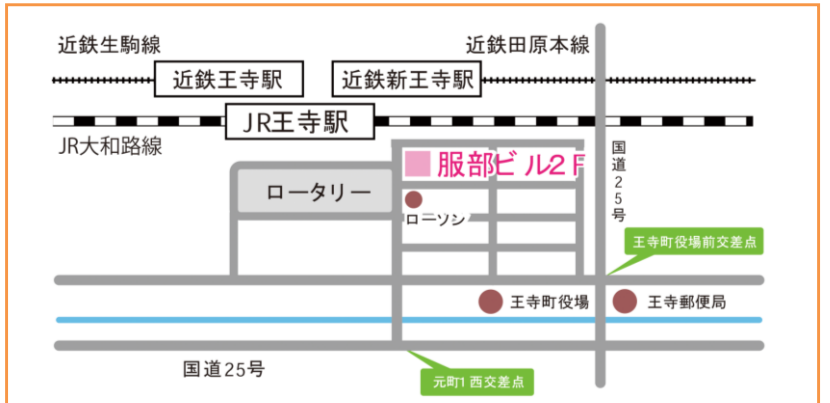 近鉄生駒線
近鉄田原本線
近鉄王寺駅
近鉄新王寺駅
JR王寺駅
JR大和路線
国道25号
服部ビル2F
ロータリー
ローソン
王寺町役場前交差点
王寺町役場
王寺郵便局
国道25号
元町1西交差点